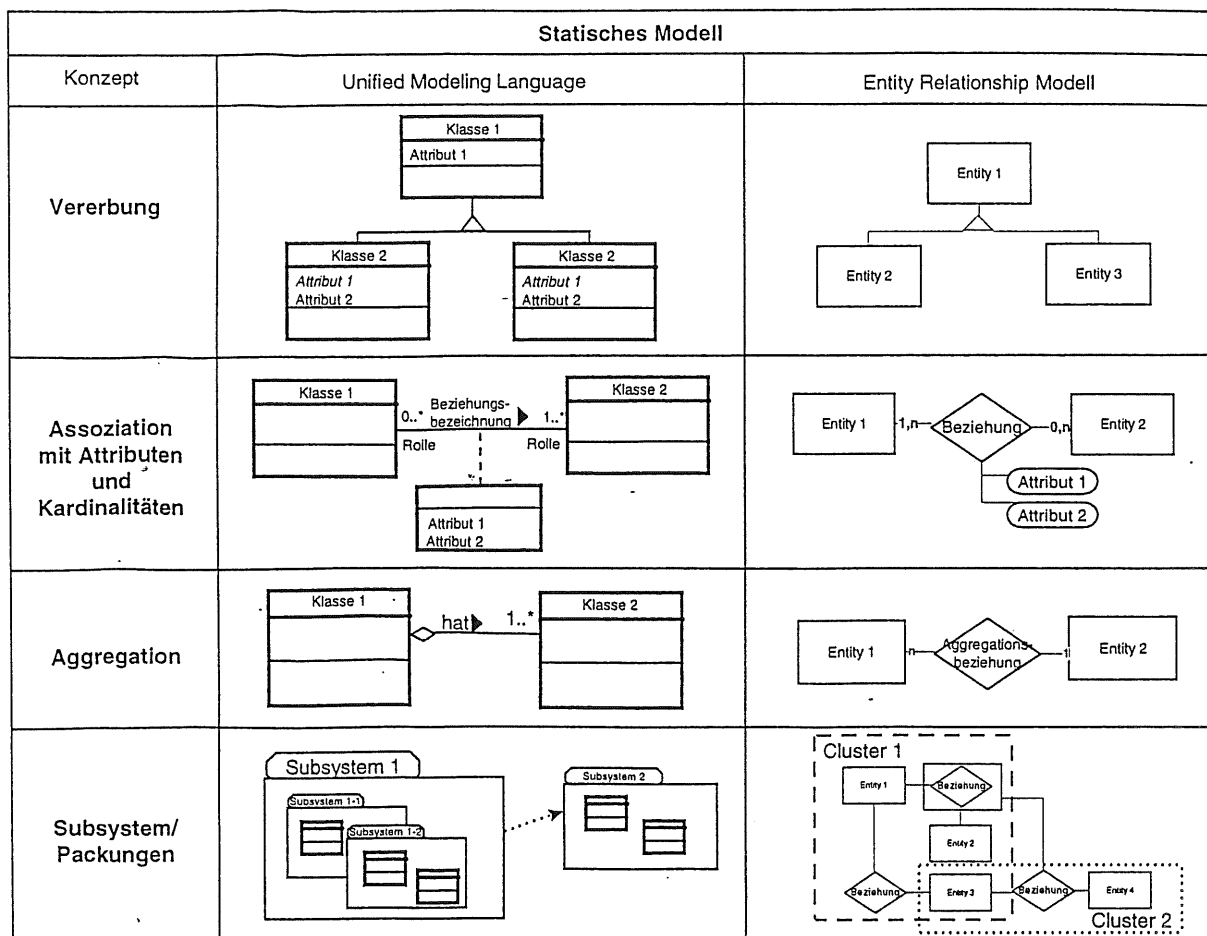 Statisches Modell
Konzept
Unified Modeling Language
Entity Relationship Modell
Vererbung
Klasse 1
Attribut 1
Klasse 2
Attribut 1
Attribut 2
Klasse 2
Attribut 1
Attribut 2
Entity 1
Entity 2
Entity 3
Assoziation
mit Attributen
und
Kardinalitäten
Klasse 1
0..*
Beziehungs-
bezeichnung
1..*
Rolle
Rolle
Klasse 2
Attribut 1
Attribut 2
Entity 1
1,n
Beziehung
0,n
Entity 2
Attribut 1
Attribut 2
Aggregation
Klasse 1
hat
1..*
Klasse 2
Entity 1
n
Aggregations-
beziehung
1
Entity 2
Subsystem/
Packungen
Subsystem 1
Subsystem 1-1
Subsystem 1-2
Subsystem 2
Cluster 1
Entity 1
Beziehung
Entity 2
Beziehung
Entity 3
Beziehung
Entity 4
Cluster 2